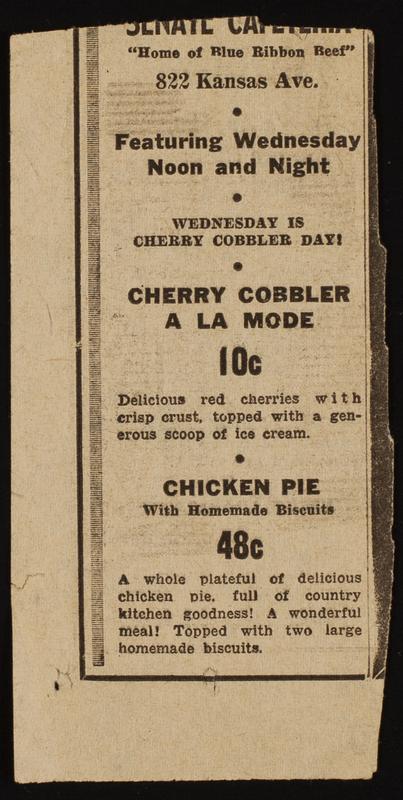 SENATE CAFETERIA
"Home of Blue Ribbon Beef"
822 Kansas Ave.
Featuring Wednesday
Noon and Night
WEDNESDAY IS
CHERRY COBBLER DAY!
CHERRY COBBLER
A LA MODE
10c
Delicious red cherries with
crisp crust, topped with a gen-
erous scoop of ice cream.
CHICKEN PIE
With Homemade Biscuits
48c
A whole plateful of delicious
chicken pie, full of country
kitchen goodness! A wonderful
meal! Topped with two large
homemade biscuits.